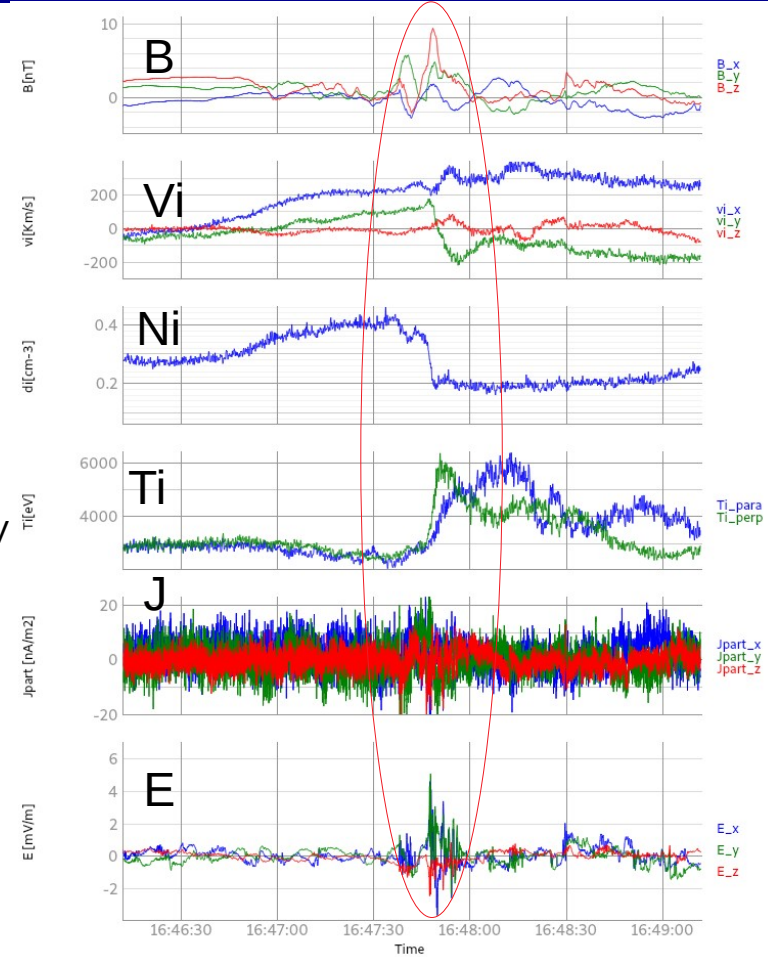 B
B[nT]
10
0
B_x
B_y
B_z
Vi
vi[Km/s]
200
0
-200
vi_x
vi_y
vi_z
Ni
di[cm-3]
0.4
0.2
Ti
Ti[eV]
6000
4000
Ti_para
Ti_perp
J
Jpart [nA/m2]
20
0
-20
Jpart_x
Jpart_y
Jpart_z
E
E [mV/m]
6
4
2
0
-2
E_x
E_y
E_z
16:46:30 16:47:00 16:47:30 16:48:00 16:48:30 16:49:00
Time